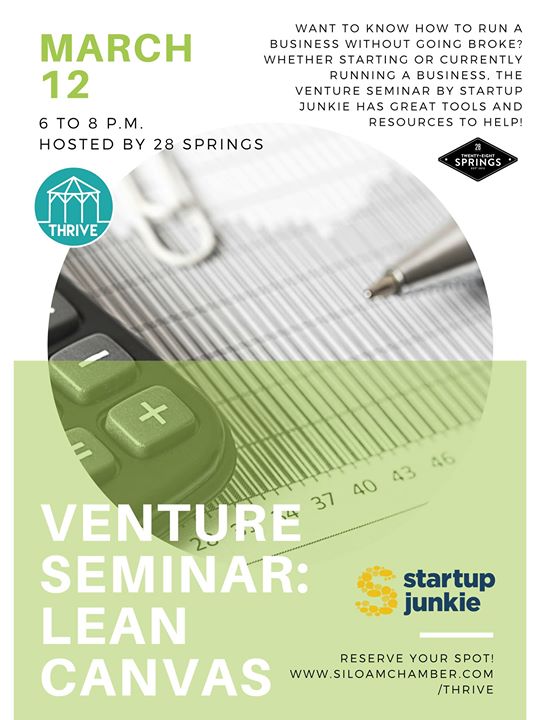 MARCH
12
6 TO 8 P.M.
HOSTED BY 28 SPRINGS
WANT TO KNOW HOW TO RUN A
BUSINESS WITHOUT GOING BROKE?
WHETHER STARTING OR CURRENTLY
RUNNING A BUSINESS, THE
VENTURE SEMINAR BY STARTUP
JUNKIE HAS GREAT TOOLS AND
RESOURCES TO HELP!
28
TWENTY-EIGHT
SPRINGS
THRIVE
37 40 43 46
VENTURE
SEMINAR:
LEAN
CANVAS
startup
junkie
RESERVE YOUR SPOT!
WWW.SILOAMCHAMBER.COM
/THRIVE